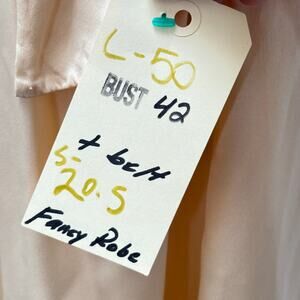 L-50
BUST 42
+ belt
S-
20.5
Fancy Robe